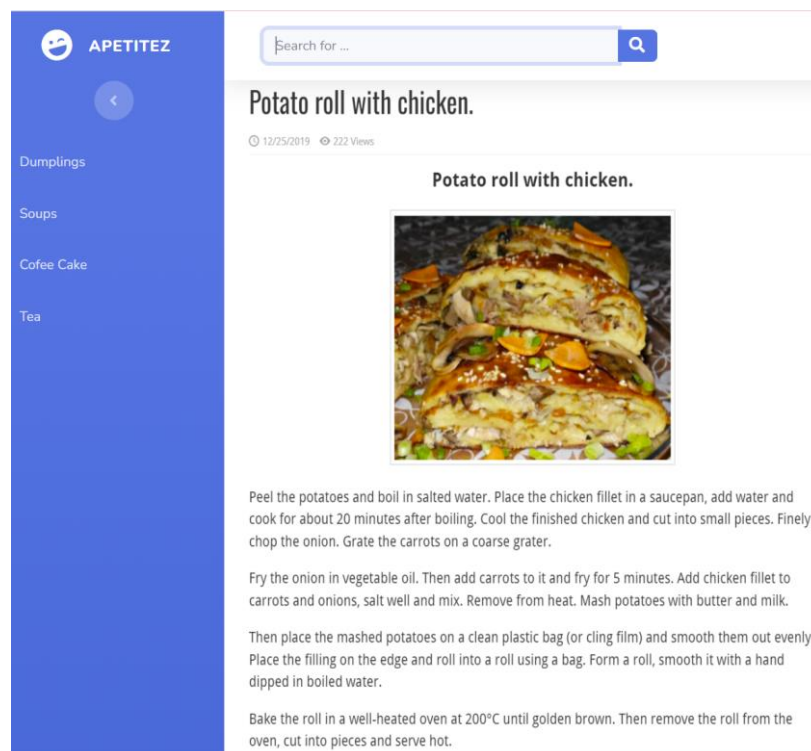 APETITEZ
Search for ...
Dumplings
Soups
Cofee Cake
Tea
Potato roll with chicken.
12/25/2019 222 Views
Potato roll with chicken.
Peel the potatoes and boil in salted water. Place the chicken fillet in a saucepan, add water and
cook for about 20 minutes after boiling. Cool the finished chicken and cut into small pieces. Finely
chop the onion. Grate the carrots on a coarse grater.
Fry the onion in vegetable oil. Then add carrots to it and fry for 5 minutes. Add chicken fillet to
carrots and onions, salt well and mix. Remove from heat. Mash potatoes with butter and milk.
Then place the mashed potatoes on a clean plastic bag (or cling film) and smooth them out evenly
Place the filling on the edge and roll into a roll using a bag. Form a roll, smooth it with a hand
dipped in boiled water.
Bake the roll in a well-heated oven at 200°C until golden brown. Then remove the roll from the
oven, cut into pieces and serve hot.